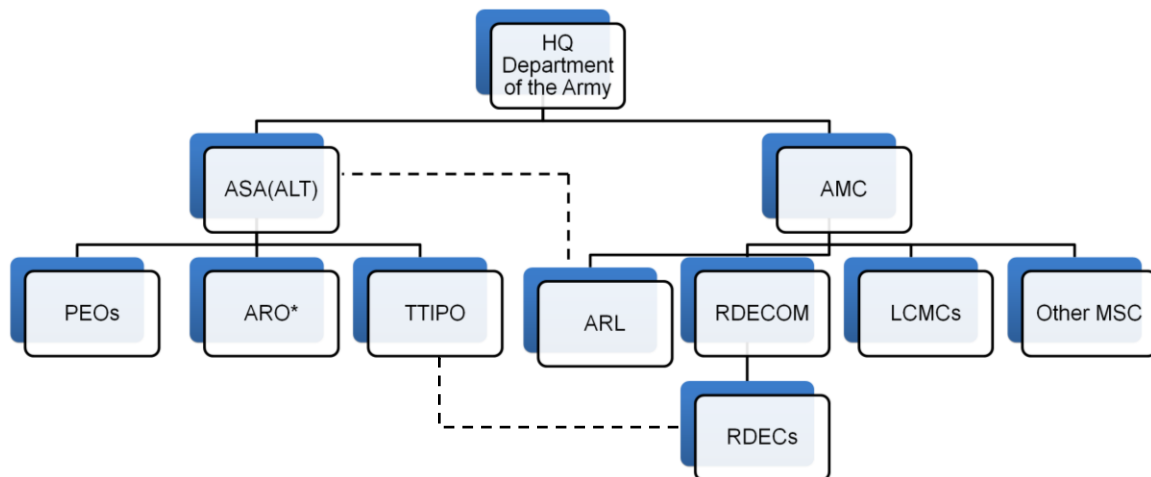 HQ
Department
of the Army
ASA(ALT)
AMC
PEOs
ARO*
TTIPO
ARL
RDECOM
LCMCs
Other MSC
RDECs